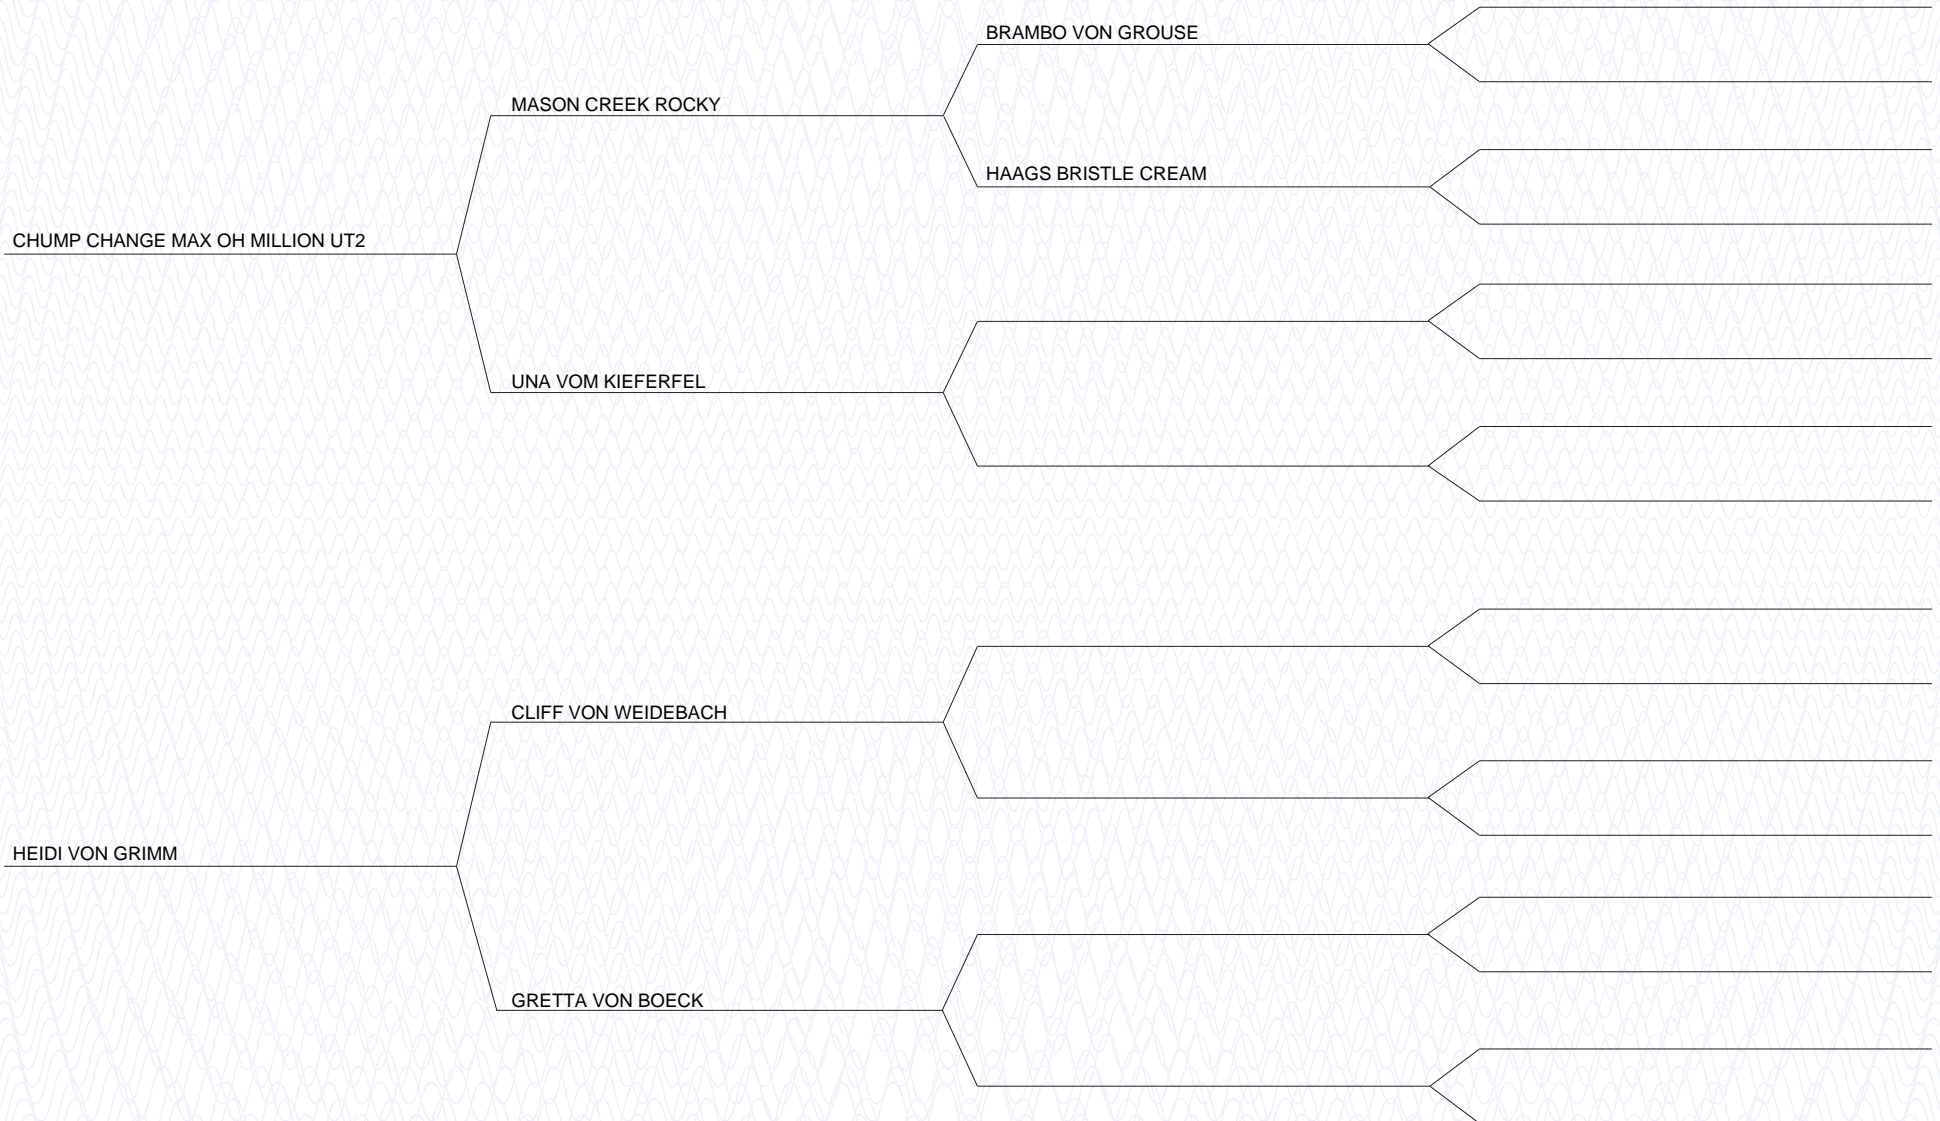 BRAMBO VON GROUSE
MASON CREEK ROCKY
HAAGS BRISTLE CREAM
CHUMP CHANGE MAX OH MILLION UT2
UNA VOM KIEFERFEL
CLIFF VON WEIDEBACH
HEIDI VON GRIMM
GRETTA VON BOECK